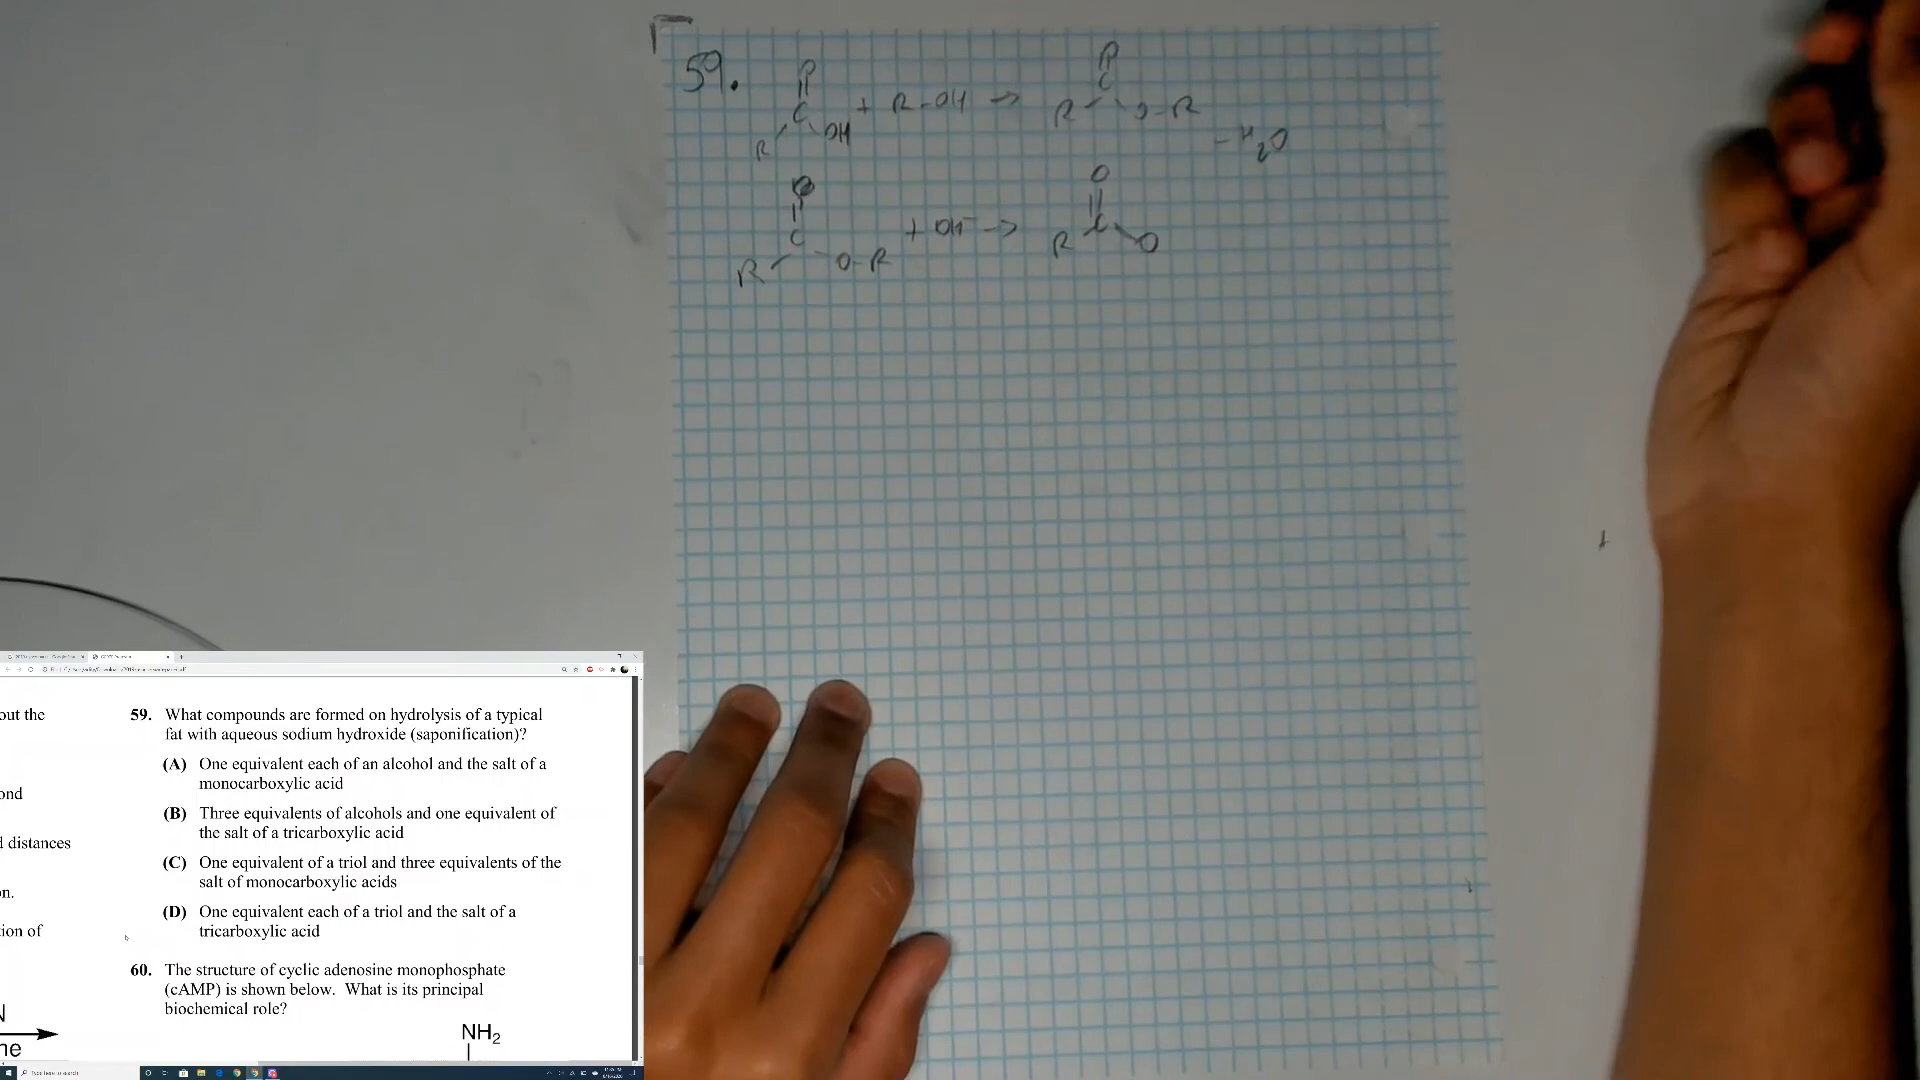 59.
O
C
R OH + R-OH →
O
C
R O-R
- H₂O
O
C
R O-R + OH⁻ →
O
C
R O
out the
ond
d distances
on.
tion of
59. What compounds are formed on hydrolysis of a typical
fat with aqueous sodium hydroxide (saponification)?
(A) One equivalent each of an alcohol and the salt of a
monocarboxylic acid
(B) Three equivalents of alcohols and one equivalent of
the salt of a tricarboxylic acid
(C) One equivalent of a triol and three equivalents of the
salt of monocarboxylic acids
(D) One equivalent each of a triol and the salt of a
tricarboxylic acid
60. The structure of cyclic adenosine monophosphate
(cAMP) is shown below. What is its principal
biochemical role?
NH₂
N
ne
Type here to search